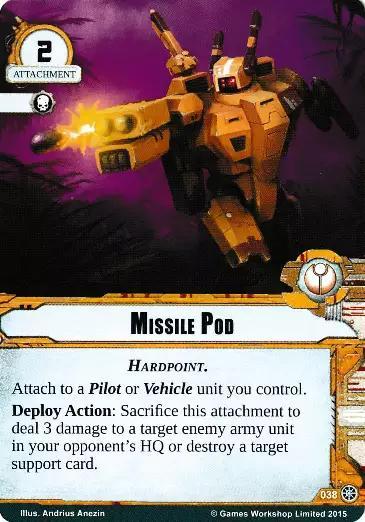 2
ATTACHMENT
MISSILE POD
HARDPOINT.
Attach to a Pilot or Vehicle unit you control.
Deploy Action: Sacrifice this attachment to
deal 3 damage to a target enemy army unit
in your opponent's HQ or destroy a target
support card.
038
Illus. Andrius Anezin
© Games Workshop Limited 2015